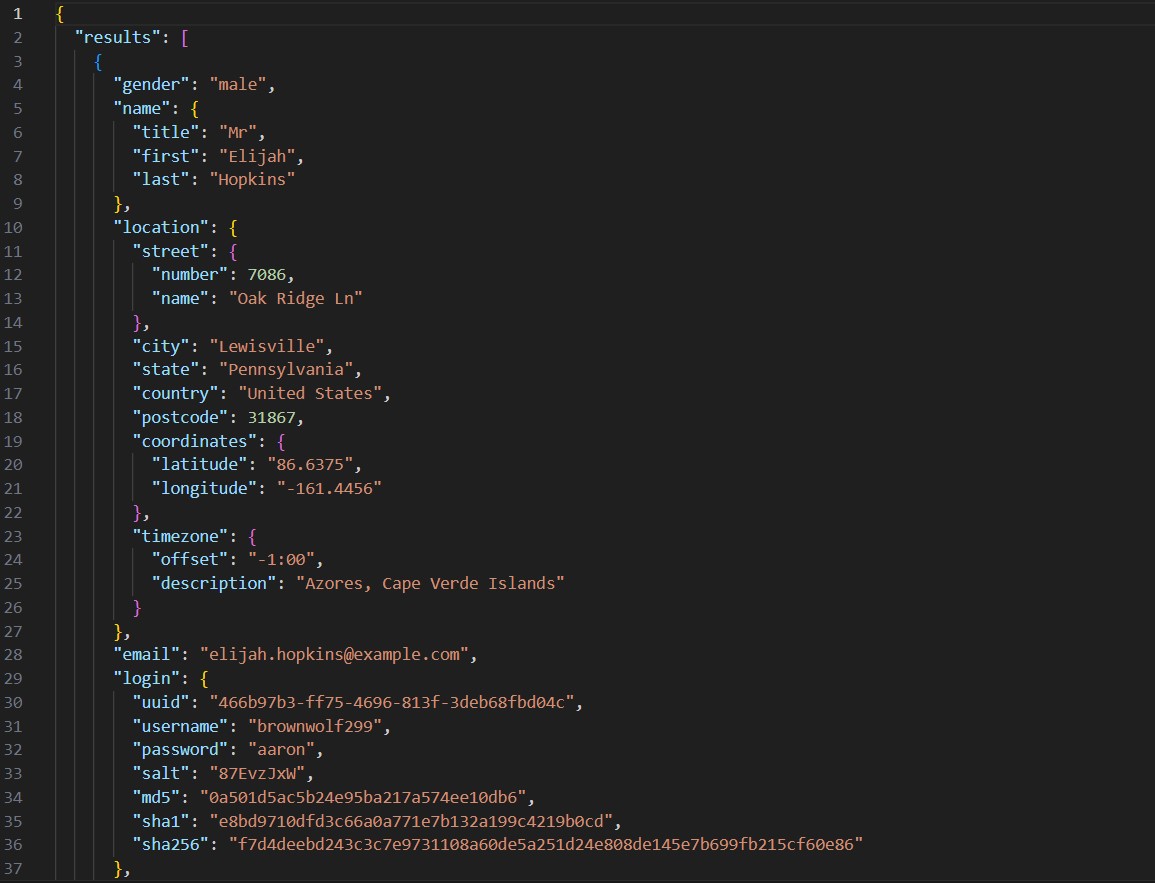 1 {
2 "results": [
3 {
4 "gender": "male",
5 "name": {
6 "title": "Mr",
7 "first": "Elijah",
8 "last": "Hopkins"
9 },
10 "location": {
11 "street": {
12 "number": 7086,
13 "name": "Oak Ridge Ln"
14 },
15 "city": "Lewisville",
16 "state": "Pennsylvania",
17 "country": "United States",
18 "postcode": 31867,
19 "coordinates": {
20 "latitude": "86.6375",
21 "longitude": "-161.4456"
22 },
23 "timezone": {
24 "offset": "-1:00",
25 "description": "Azores, Cape Verde Islands"
26 }
27 },
28 "email": "elijah.hopkins@example.com",
29 "login": {
30 "uuid": "466b97b3-ff75-4696-813f-3deb68fbd04c",
31 "username": "brownwolf299",
32 "password": "aaron",
33 "salt": "87EvzJxW",
34 "md5": "0a501d5ac5b24e95ba217a574ee10db6",
35 "sha1": "e8bd9710dfd3c66a0a771e7b132a199c4219b0cd",
36 "sha256": "f7d4deebd243c3c7e9731108a60de5a251d24e808de145e7b699fb215cf60e86"
37 },